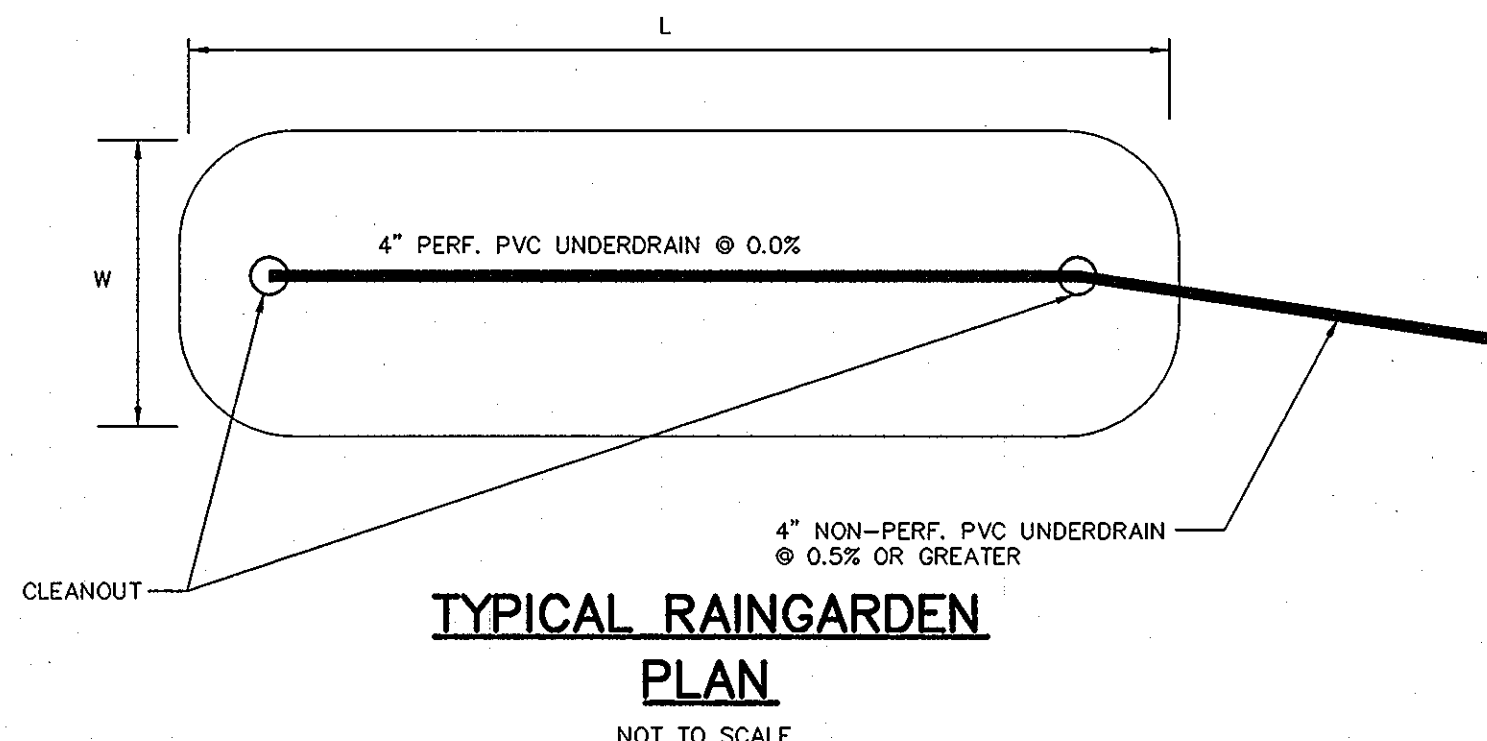 L
W
4" PERF. PVC UNDERDRAIN @ 0.0%
4" NON-PERF. PVC UNDERDRAIN
@ 0.5% OR GREATER
CLEANOUT
TYPICAL RAINGARDEN
PLAN
NOT TO SCALE